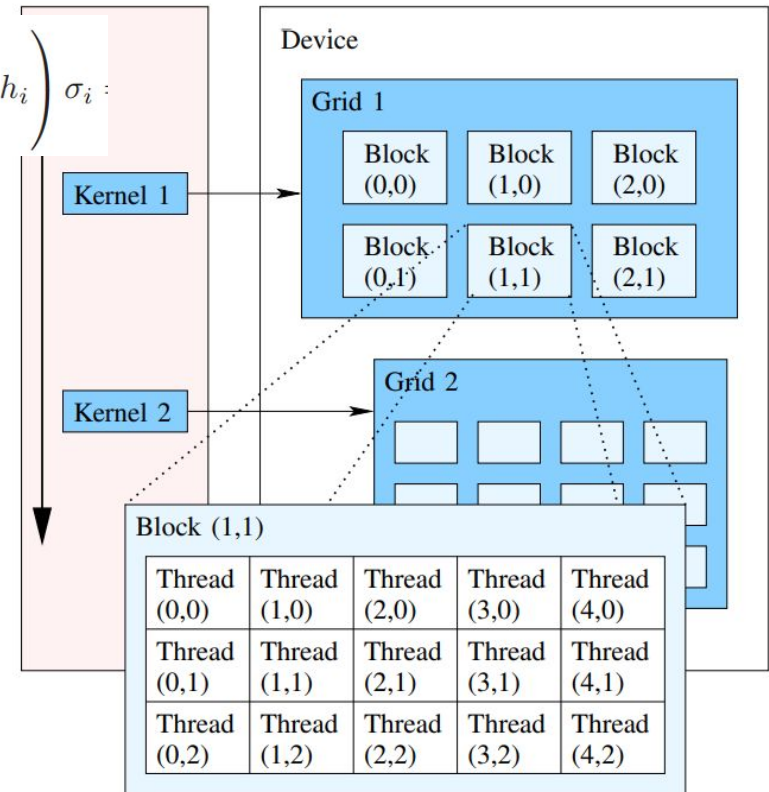 h_i ) σ_i :
Device
Grid 1
Block Block Block
(0,0) (1,0) (2,0)
Kernel 1
Block Block Block
(0,1) (1,1) (2,1)
Grid 2
Kernel 2
Block (1,1)
Thread Thread Thread Thread Thread
(0,0) (1,0) (2,0) (3,0) (4,0)
Thread Thread Thread Thread Thread
(0,1) (1,1) (2,1) (3,1) (4,1)
Thread Thread Thread Thread Thread
(0,2) (1,2) (2,2) (3,2) (4,2)